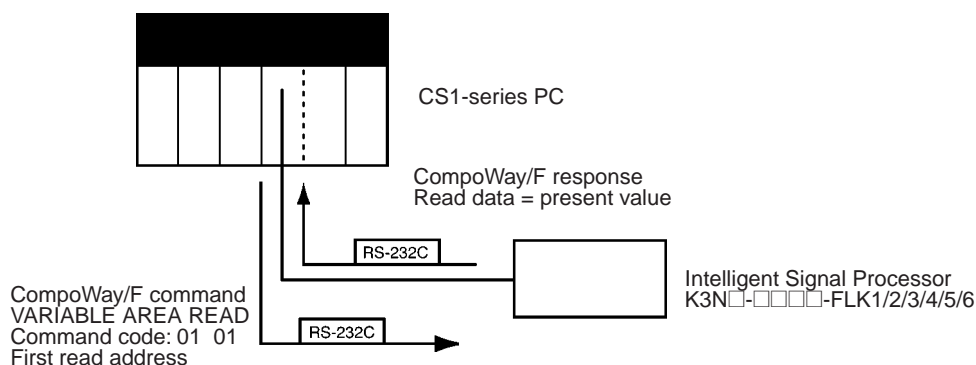 CS1-series PC
CompoWay/F response
Read data = present value
RS-232C
Intelligent Signal Processor
K3N□-□□□□-FLK1/2/3/4/5/6
CompoWay/F command
VARIABLE AREA READ
Command code: 01 01
First read address
RS-232C